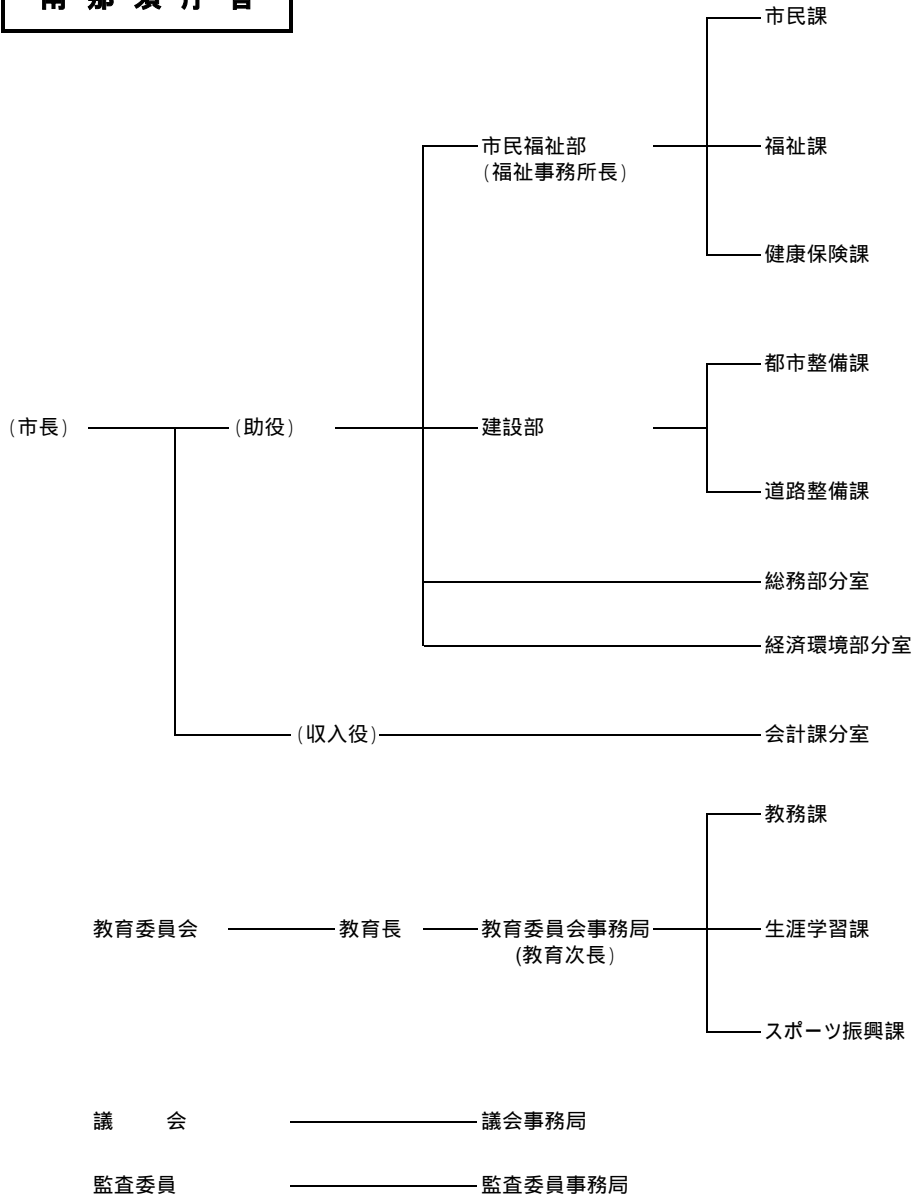 南那須庁舎
市民課
市民福祉部
(福祉事務所長)
福祉課
健康保険課
都市整備課
(市長)
(助役)
建設部
道路整備課
総務部分室
経済環境部分室
(収入役)
会計課分室
教務課
教育委員会
教育長
教育委員会事務局
(教育次長)
生涯学習課
スポーツ振興課
議会
議会事務局
監査委員
監査委員事務局